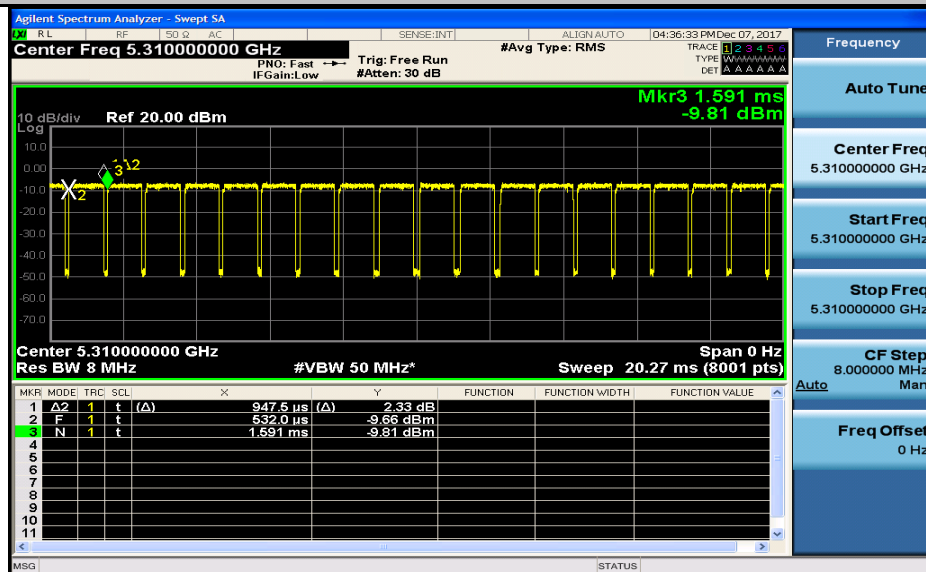 Agilent Spectrum Analyzer - Swept SA
LXI RL RF 50 Ω AC SENSE:INT ALIGN AUTO 04:36:33 PM Dec 07, 2017
Center Freq 5.310000000 GHz
PNO: Fast
IFGain:Low
Trig: Free Run
#Atten: 30 dB
#Avg Type: RMS
TRACE 1 2 3 4 5 6
TYPE W
DET A A A A A A
Mkr3 1.591 ms
-9.81 dBm
10 dB/div Ref 20.00 dBm
Log
10.0
0.00
-10.0
-20.0
-30.0
-40.0
-50.0
-60.0
-70.0
3 1Δ2
2
Center 5.310000000 GHz Span 0 Hz
Res BW 8 MHz #VBW 50 MHz* Sweep 20.27 ms (8001 pts)
MKR MODE TRC SCL X Y FUNCTION FUNCTION WIDTH FUNCTION VALUE
1 Δ2 1 t (Δ) 947.5 µs (Δ) 2.33 dB
2 F 1 t 532.0 µs -9.66 dBm
3 N 1 t 1.591 ms -9.81 dBm
4
5
6
7
8
9
10
11
MSG STATUS
Frequency
Auto Tune
Center Freq
5.310000000 GHz
Start Freq
5.310000000 GHz
Stop Freq
5.310000000 GHz
CF Step
8.000000 MHz
Auto Man
Freq Offset
0 Hz